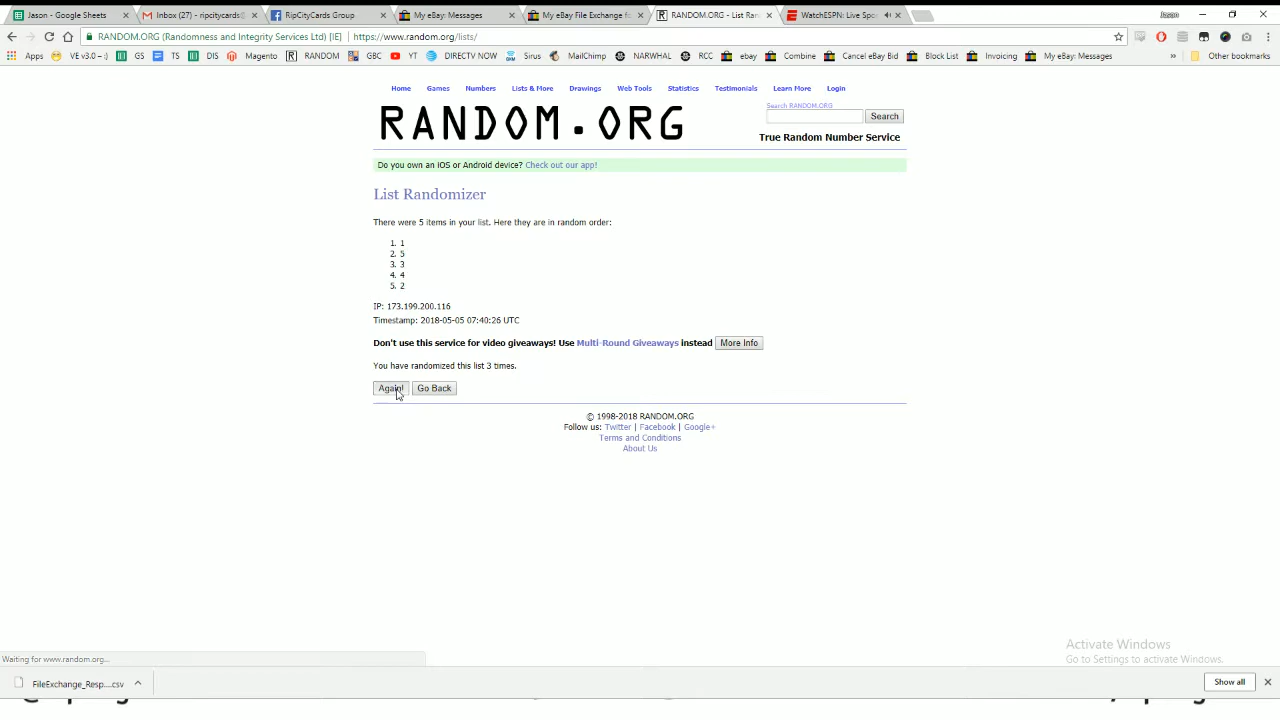 Jason - Google Sheets
Inbox (27) - ripcitycards@
RipCityCards Group
My eBay: Messages
My eBay File Exchange fo
RANDOM.ORG - List Ran
WatchESPN: Live Spo
Jason
RANDOM.ORG (Randomness and Integrity Services Ltd) [IE]
https://www.random.org/lists/
Apps
VE v3.0 -- :)
GS
TS
DIS
Magento
RANDOM
GBC
YT
DIRECTV NOW
Sirus
MailChimp
NARWHAL
RCC
ebay
Combine
Cancel eBay Bid
Block List
Invoicing
My eBay: Messages
»
Other bookmarks
Home
Games
Numbers
Lists & More
Drawings
Web Tools
Statistics
Testimonials
Learn More
Login
RANDOM.ORG
Search RANDOM.ORG
Search
True Random Number Service
Do you own an iOS or Android device? Check out our app!
List Randomizer
There were 5 items in your list. Here they are in random order:
1. 1
2. 5
3. 3
4. 4
5. 2
IP: 173.199.200.116
Timestamp: 2018-05-05 07:40:26 UTC
Don't use this service for video giveaways! Use Multi-Round Giveaways instead
More Info
You have randomized this list 3 times.
Again!
Go Back
© 1998-2018 RANDOM.ORG
Follow us: Twitter | Facebook | Google+
Terms and Conditions
About Us
Activate Windows
Go to Settings to activate Windows.
Waiting for www.random.org...
FileExchange_Resp....csv
Show all